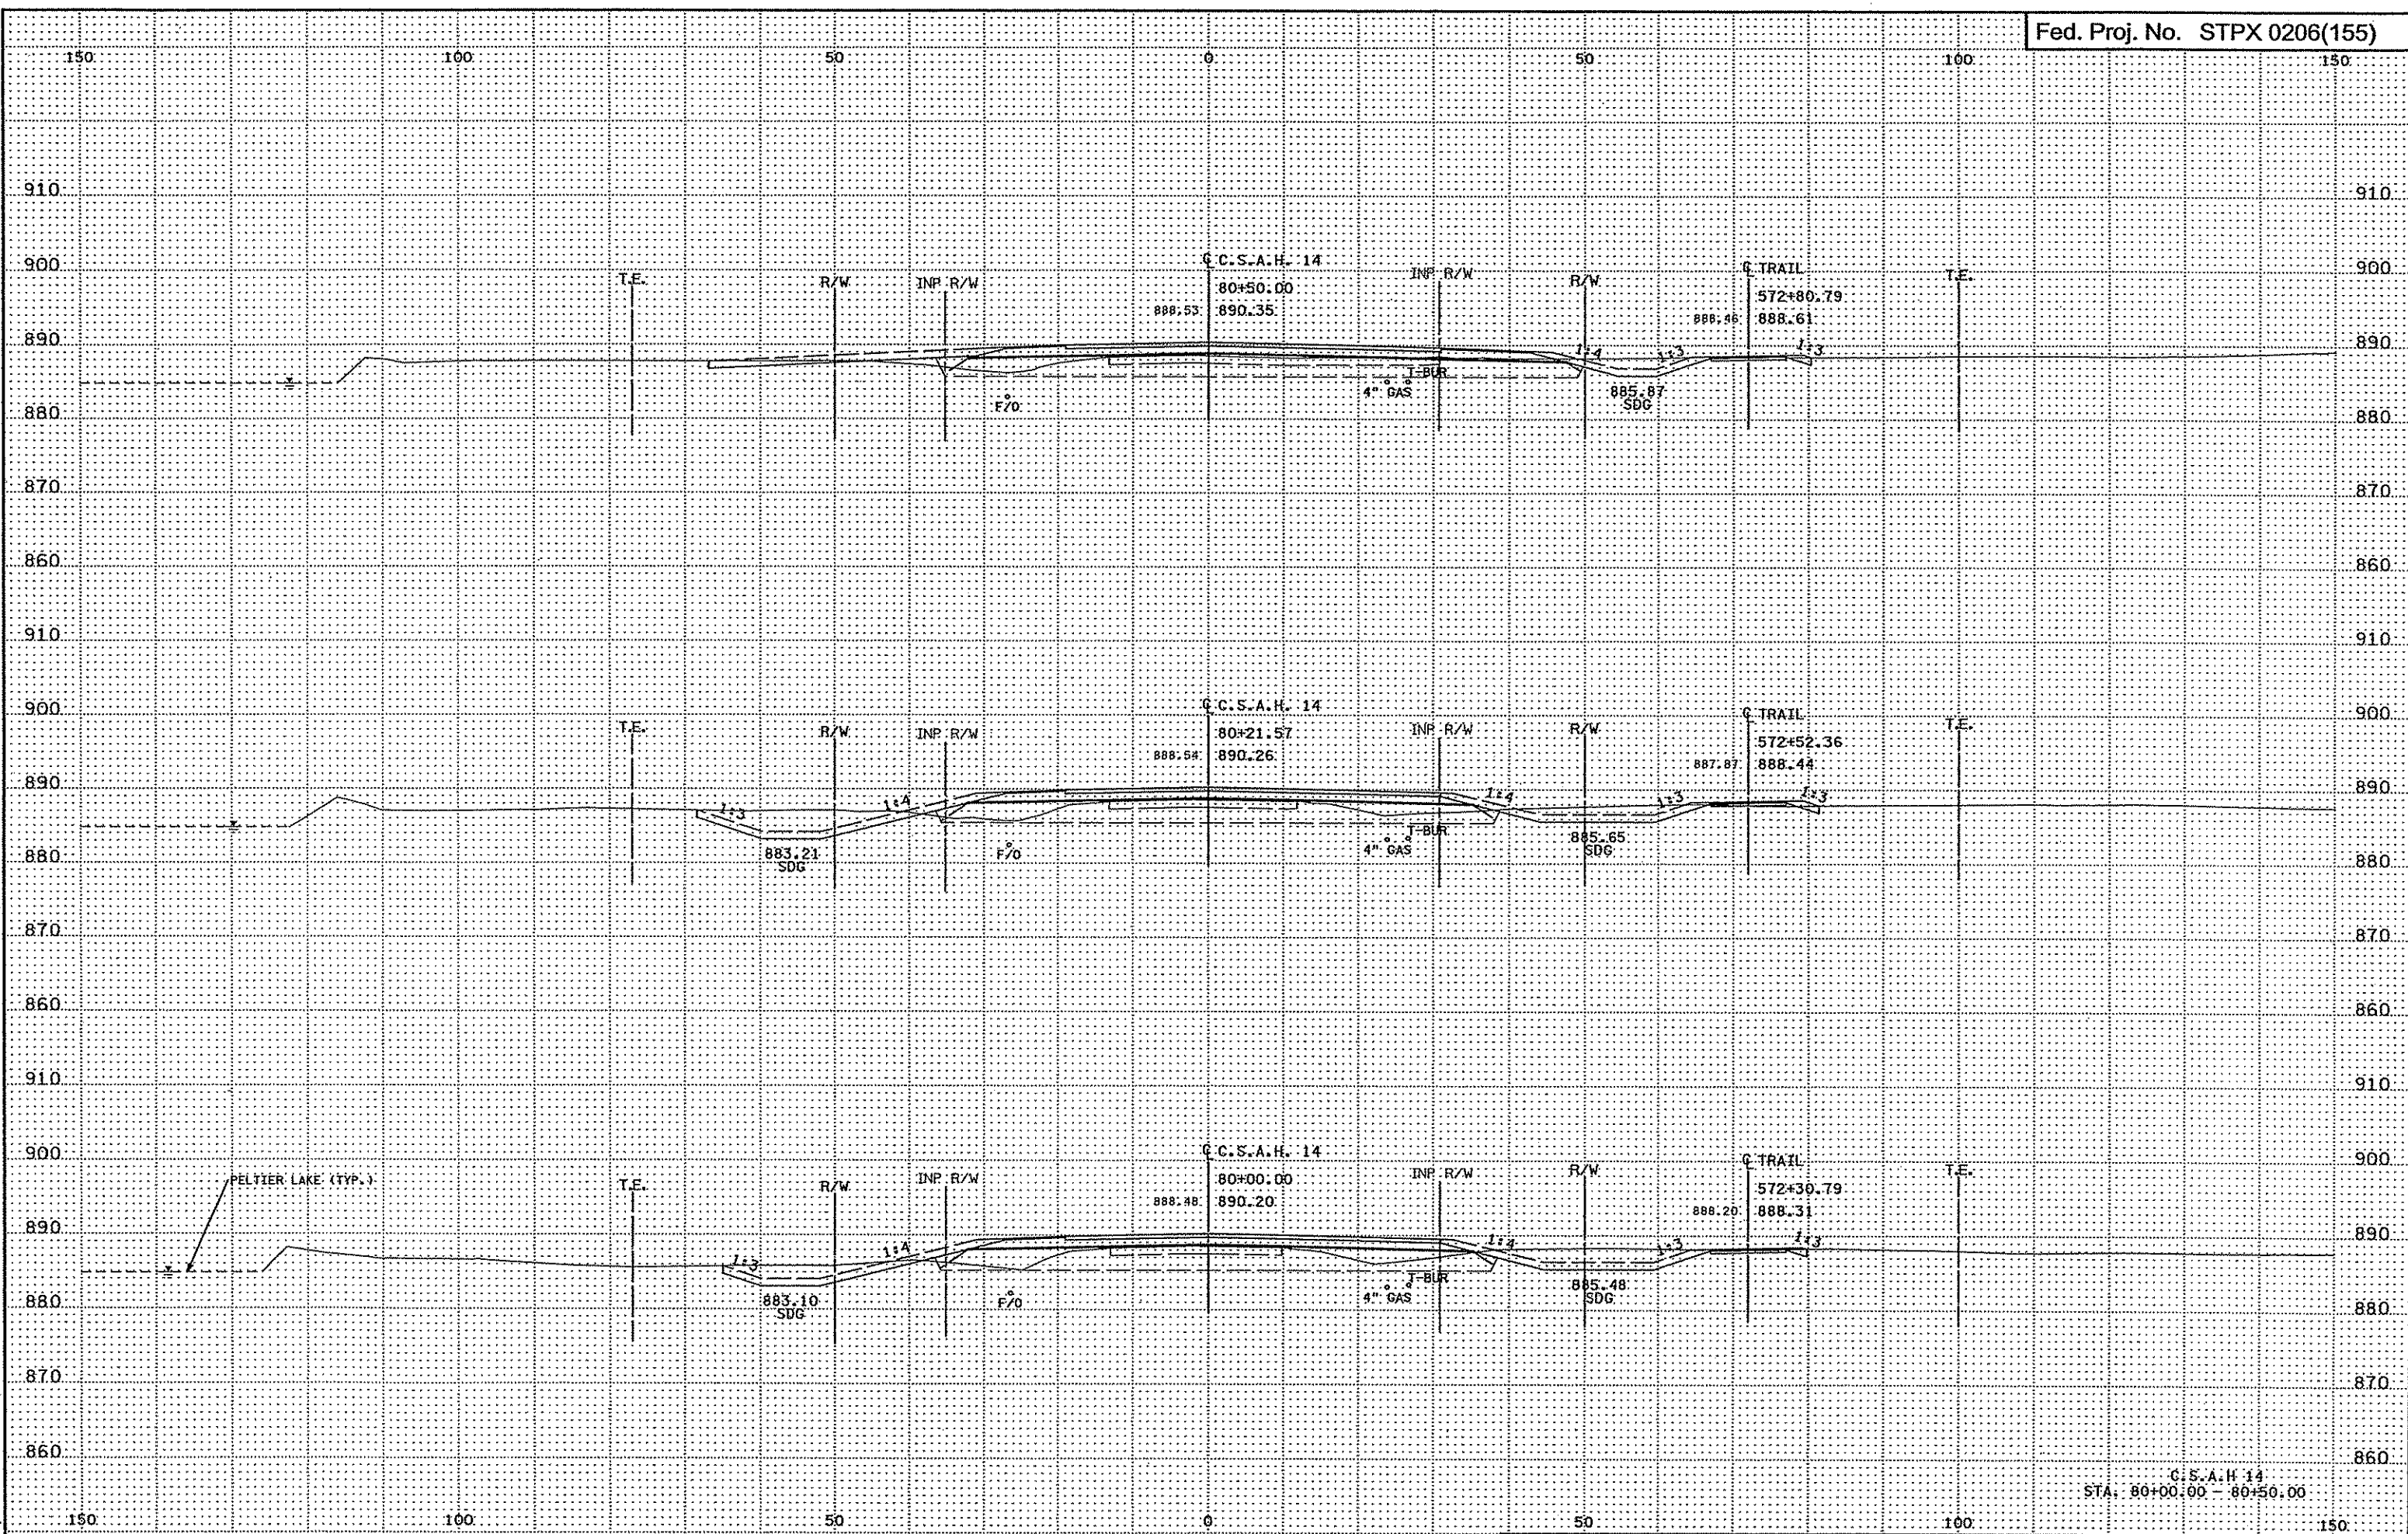 Fed. Proj. No. STPX 0206(155)
150 100 50 0 50 100 150
910 910
900 900
T.E. R/W INP R/W ℄ C.S.A.H. 14 INP R/W R/W ℄ TRAIL T.E.
80+50.00 572+80.79
888.53 890.35 888.46 888.61
890 890
1:4 1:3 1:3
T-BUR
4" GAS 885.87
F/O SDG
880 880
870 870
860 860
910 910
900 900
T.E. R/W INP R/W ℄ C.S.A.H. 14 INP R/W R/W ℄ TRAIL T.E.
80+21.57 572+52.36
888.54 890.26 887.87 888.44
890 890
1:3 1:4 1:4 1:3 1:3
T-BUR
883.21 F/O 4" GAS 885.65
SDG SDG
880 880
870 870
860 860
910 910
900 900
PELTIER LAKE (TYP.) T.E. R/W INP R/W ℄ C.S.A.H. 14 INP R/W R/W ℄ TRAIL T.E.
80+00.00 572+30.79
888.48 890.20 888.20 888.31
890 890
1:3 1:4 1:4 1:3 1:3
T-BUR
883.10 F/O 4" GAS 885.48
SDG SDG
880 880
870 870
860 860
C.S.A.H 14
STA. 80+00.00 - 80+50.00
150 100 50 0 50 100 150